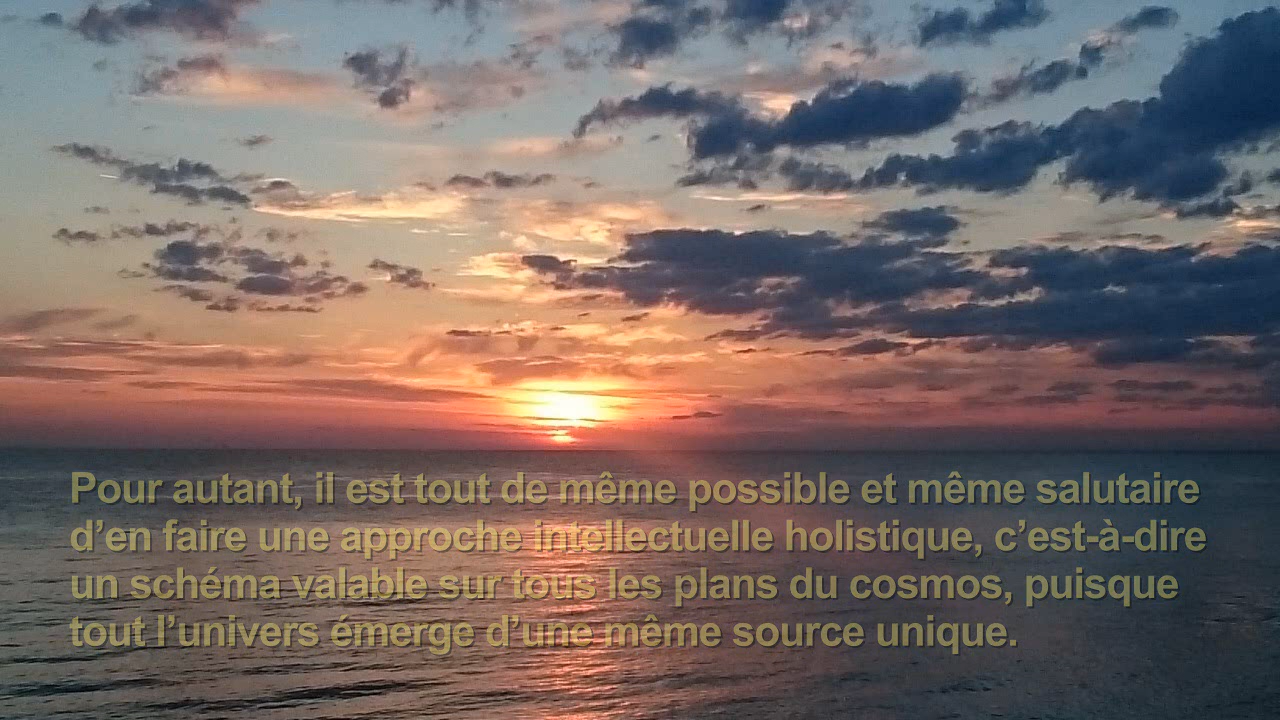 Pour autant, il est tout de même possible et même salutaire
d’en faire une approche intellectuelle holistique, c’est-à-dire
un schéma valable sur tous les plans du cosmos, puisque
tout l’univers émerge d’une même source unique.